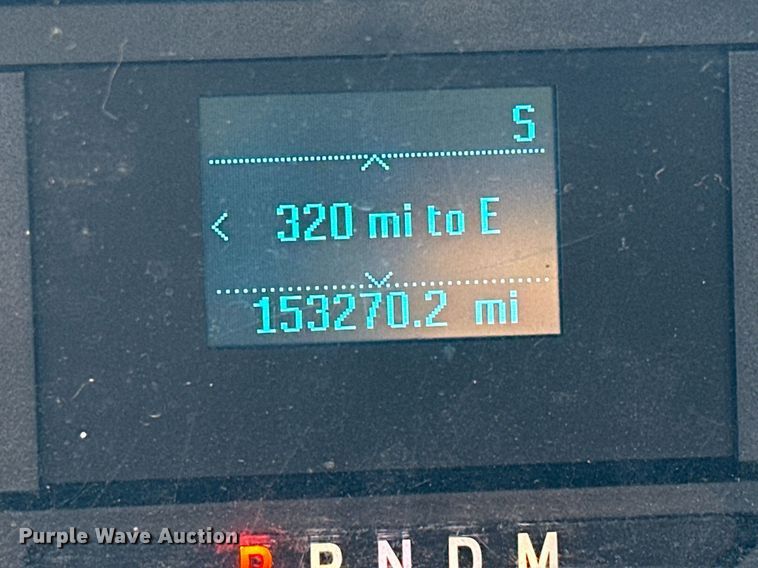 S
320 mi to E
153270.2 mi
P R N D M
Purple Wave Auction